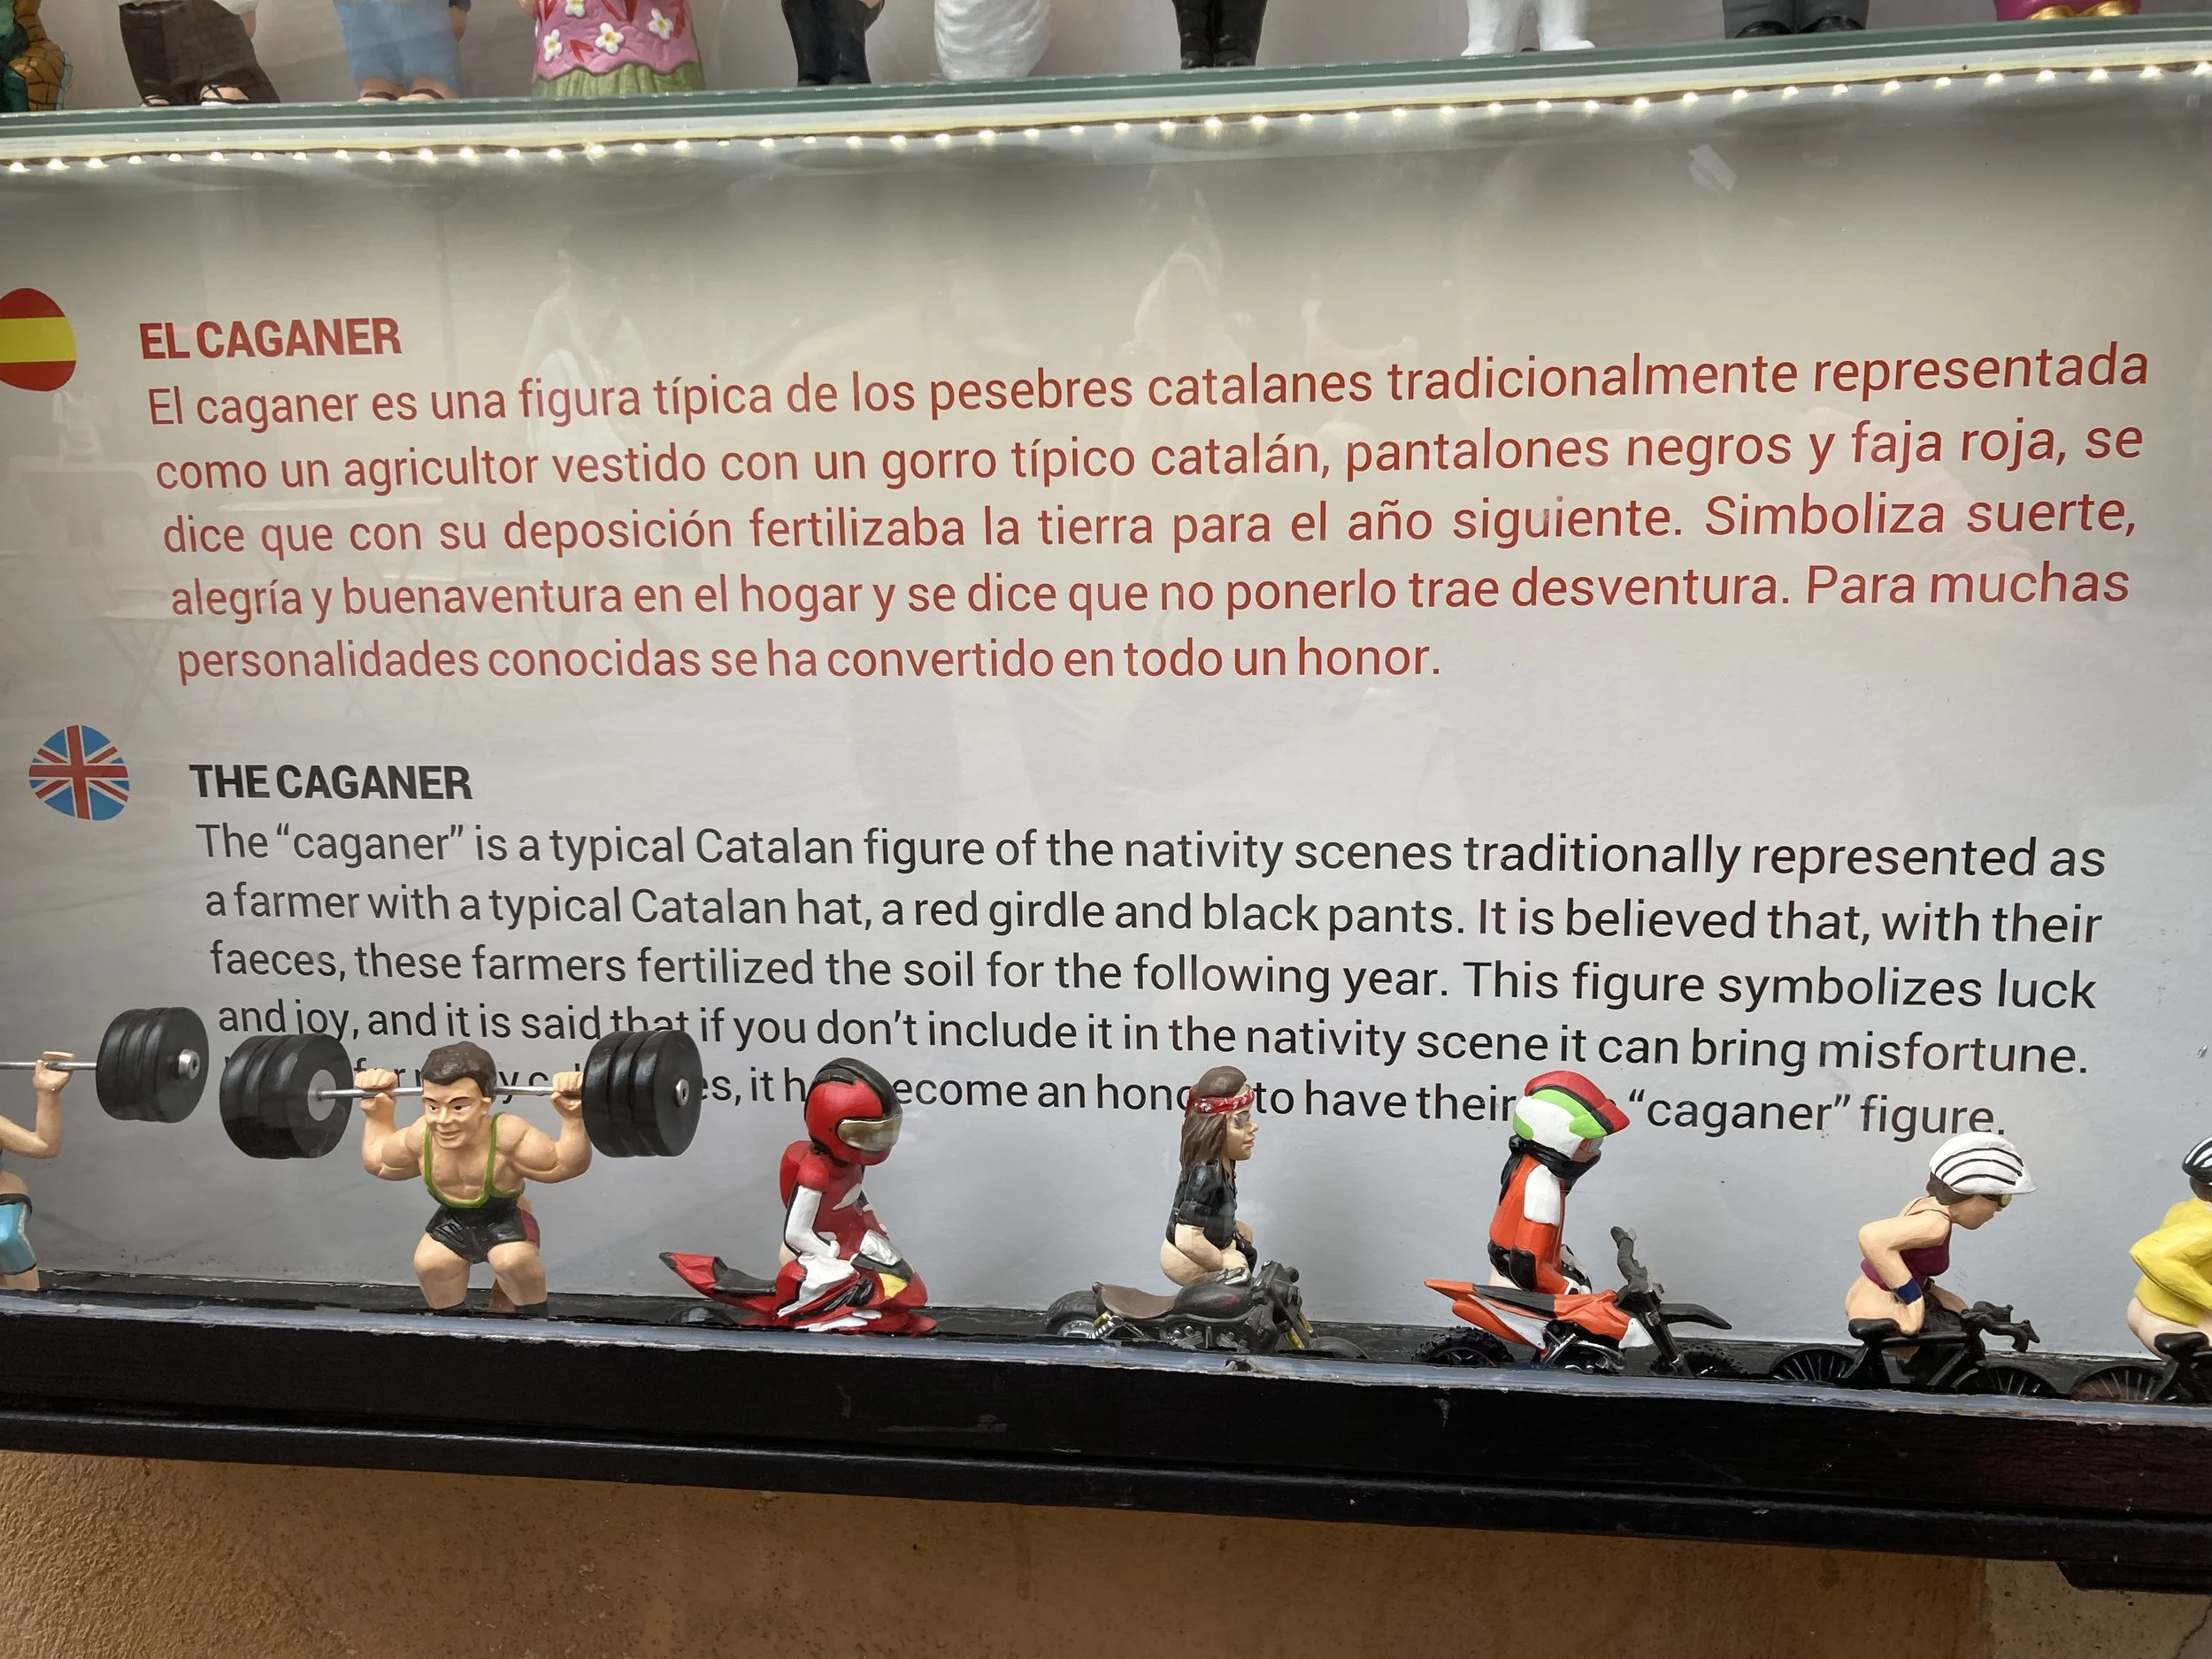 EL CAGANER
El caganer es una figura típica de los pesebres catalanes tradicionalmente representada
como un agricultor vestido con un gorro típico catalán, pantalones negros y faja roja, se
dice que con su deposición fertilizaba la tierra para el año siguiente. Simboliza suerte,
alegría y buenaventura en el hogar y se dice que no ponerlo trae desventura. Para muchas
personalidades conocidas se ha convertido en todo un honor.
THE CAGANER
The “caganer” is a typical Catalan figure of the nativity scenes traditionally represented as
a farmer with a typical Catalan hat, a red girdle and black pants. It is believed that, with their
faeces, these farmers fertilized the soil for the following year. This figure symbolizes luck
and joy, and it is said that if you don’t include it in the nativity scene it can bring misfortune.
it an to have their “caganer” figure.